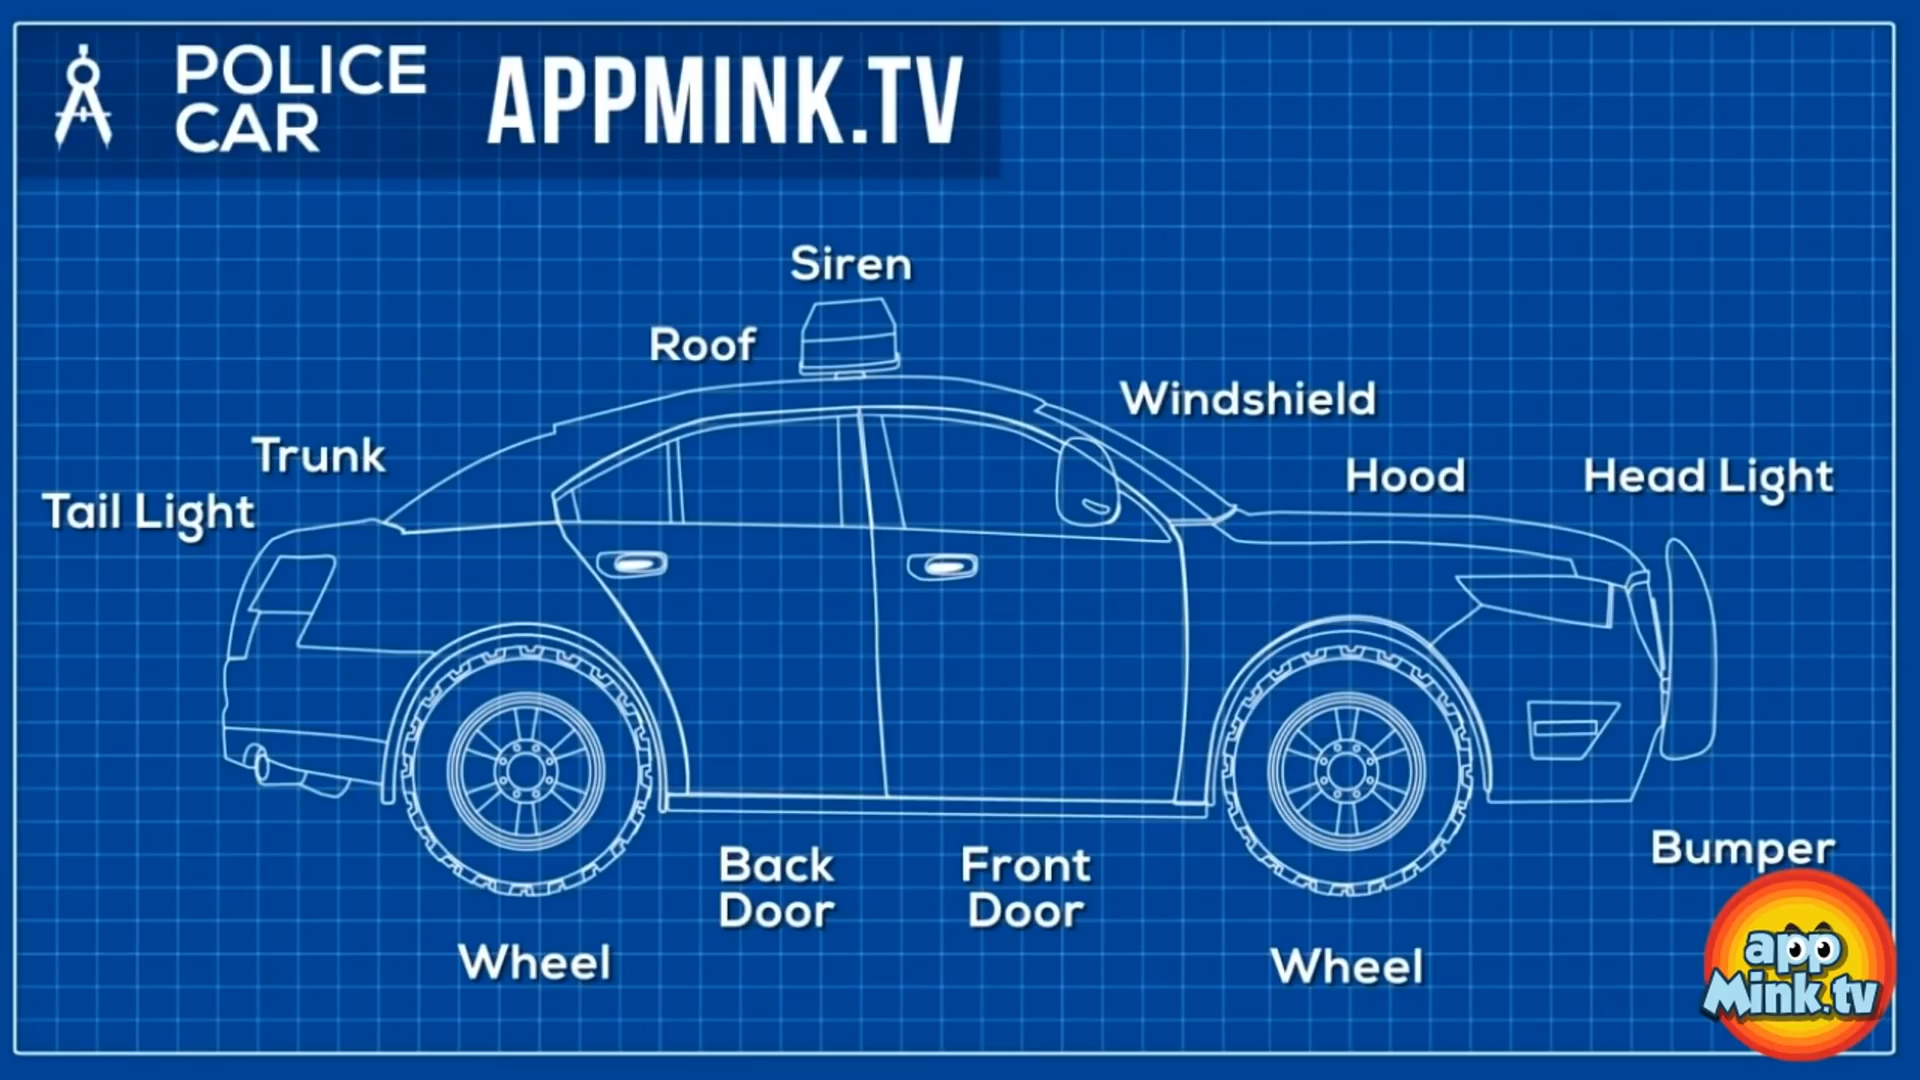 POLICE
CAR
APPMINK.TV
Siren
Roof
Windshield
Trunk
Hood
Head Light
Tail Light
Bumper
Back
Door
Front
Door
Wheel
Wheel
app
Mink.tv